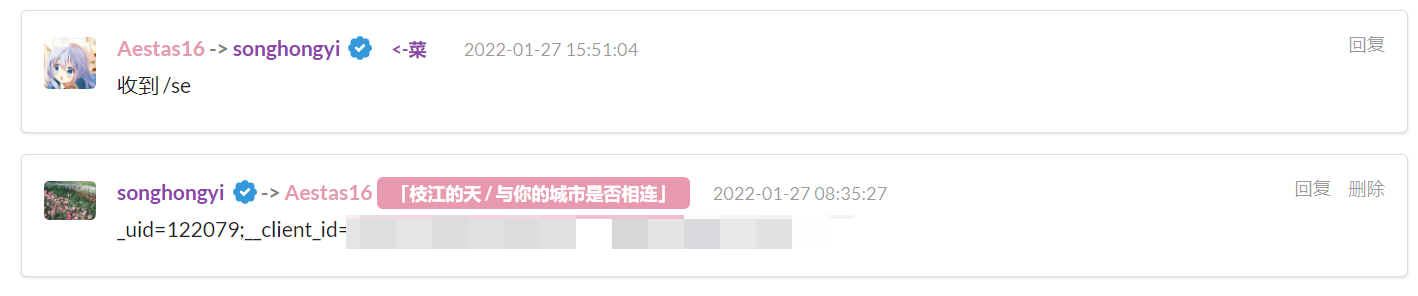 Aestas16 -> songhongyi <-菜 2022-01-27 15:51:04 回复
收到 /se
songhongyi -> Aestas16 「枝江的天 / 与你的城市是否相连」 2022-01-27 08:35:27 回复 删除
_uid=122079;__client_id=